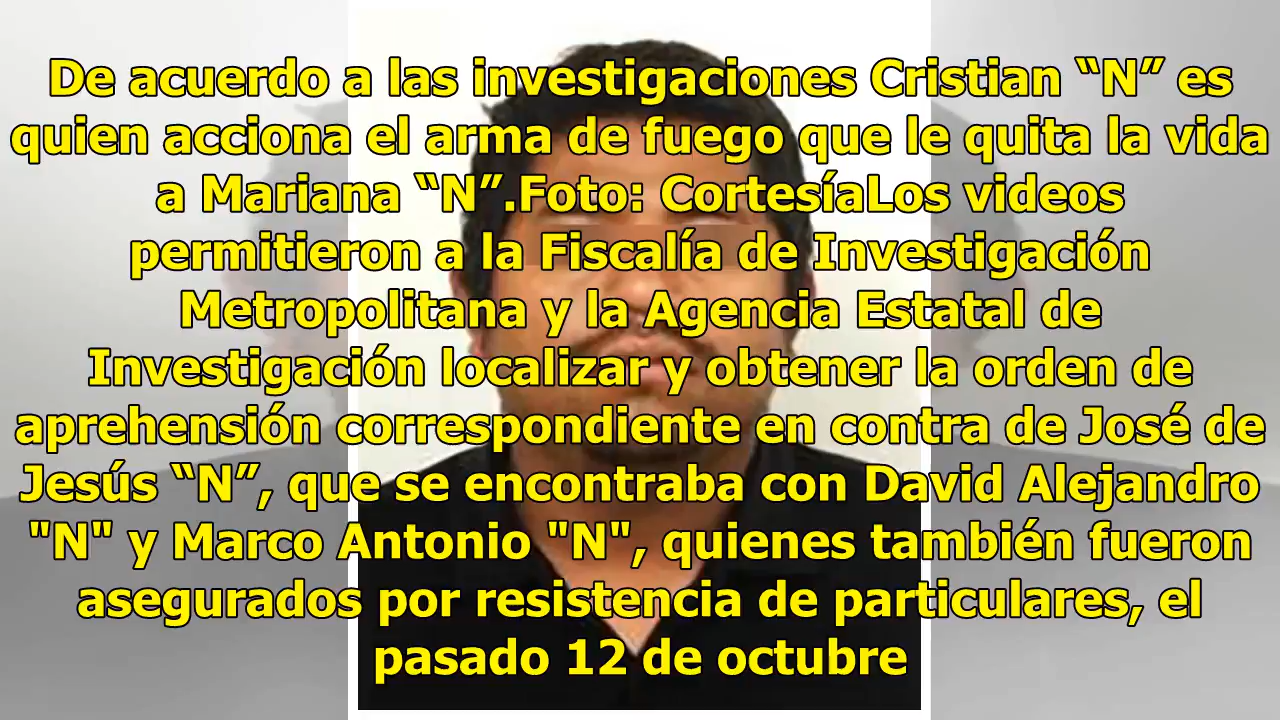 De acuerdo a las investigaciones Cristian “N” es
quien acciona el arma de fuego que le quita la vida
a Mariana “N”.Foto: CortesíaLos videos
permitieron a la Fiscalía de Investigación
Metropolitana y la Agencia Estatal de
Investigación localizar y obtener la orden de
aprehensión correspondiente en contra de José de
Jesús “N”, que se encontraba con David Alejandro
"N" y Marco Antonio "N", quienes también fueron
asegurados por resistencia de particulares, el
pasado 12 de octubre